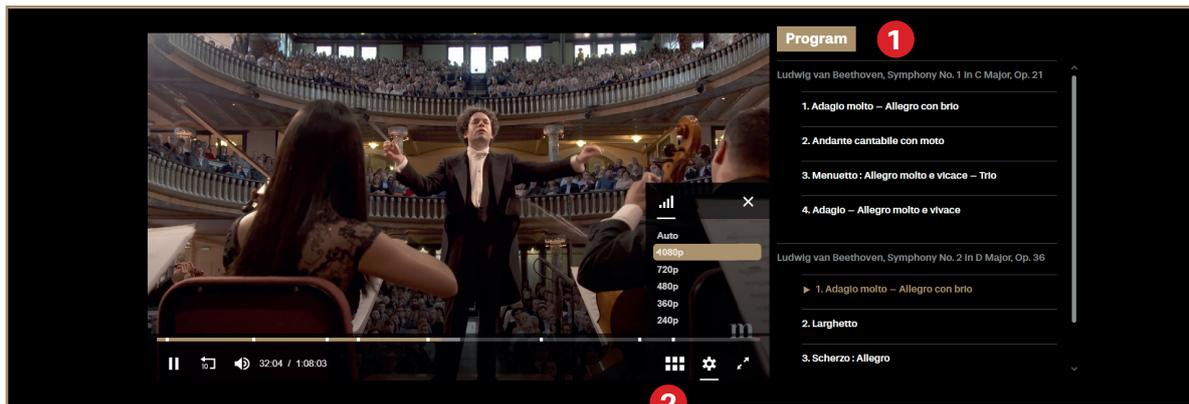 Program
1
Ludwig van Beethoven, Symphony No. 1 in C Major, Op. 21
1. Adagio molto – Allegro con brio
2. Andante cantabile con moto
3. Menuetto : Allegro molto e vicace – Trio
4. Adagio – Allegro molto e vivace
Ludwig van Beethoven, Symphony No. 2 in D Major, Op. 36
1. Adagio molto – Allegro con brio
2. Larghetto
3. Scherzo : Allegro
Auto
1080p
720p
480p
360p
240p
m
10
32:04 / 1:08:03
2